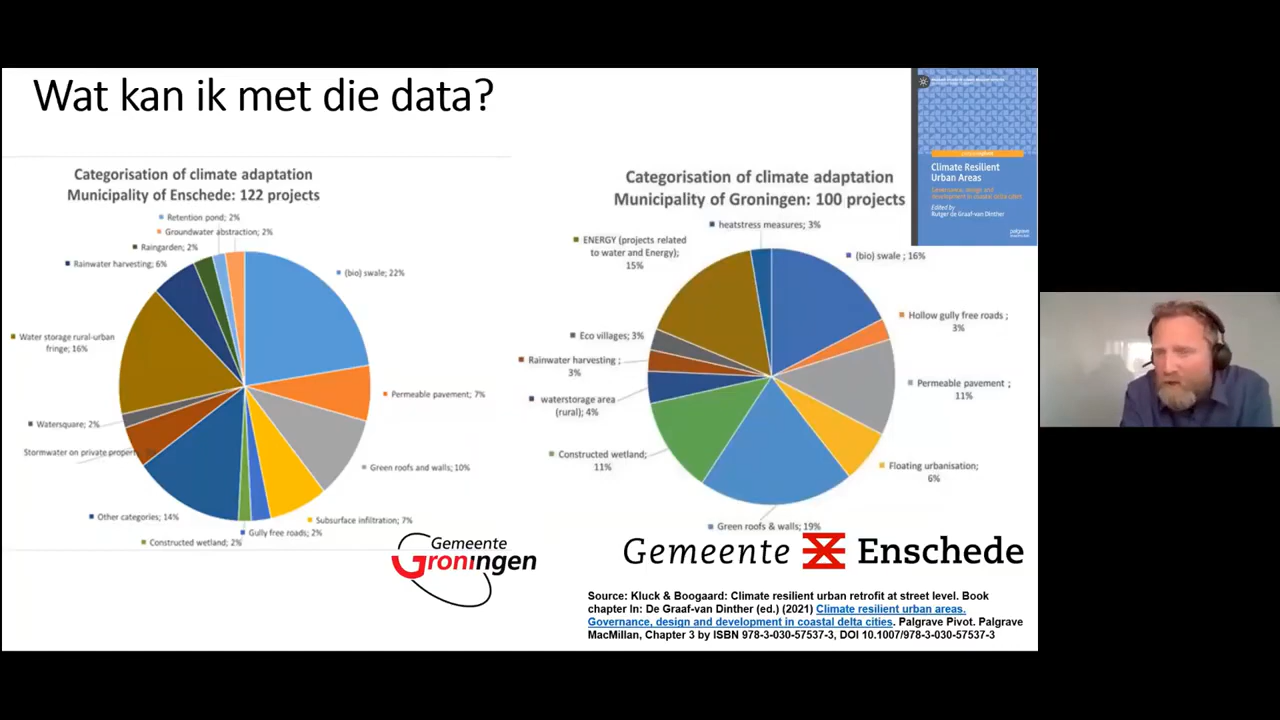 Wat kan ik met die data?
Categorisation of climate adaptation
Municipality of Enschede: 122 projects
Retention pond; 2%
Groundwater abstraction; 2%
Raingarden; 2%
Rainwater harvesting; 6%
(bio) swale; 22%
Water storage rural-urban
fringe; 16%
Permeable pavement; 7%
Watersquare; 2%
Stormwater on private property
Green roofs and walls; 10%
Other categories; 14%
Subsurface infiltration; 7%
Gully free roads; 2%
Constructed wetland; 2%
Gemeente
Groningen
Categorisation of climate adaptation
Municipality of Groningen: 100 projects
heatstress measures; 3%
ENERGY (projects related
to water and Energy);
15%
(bio) swale ; 16%
Hollow gully free roads ;
3%
Eco villages; 3%
Rainwater harvesting ;
3%
Permeable pavement ;
11%
waterstorage area
(rural); 4%
Constructed wetland;
11%
Floating urbanisation;
6%
Green roofs & walls; 19%
Gemeente Enschede
Climate Resilient
Urban Areas
Governance, design and
development in coastal delta cities
Edited by
Rutger de Graaf-van Dinther
palgrave
Source: Kluck & Boogaard: Climate resilient urban retrofit at street level. Book
chapter In: De Graaf-van Dinther (ed.) (2021) Climate resilient urban areas.
Governance, design and development in coastal delta cities. Palgrave Pivot. Palgrave
MacMillan, Chapter 3 by ISBN 978-3-030-57537-3, DOI 10.1007/978-3-030-57537-3